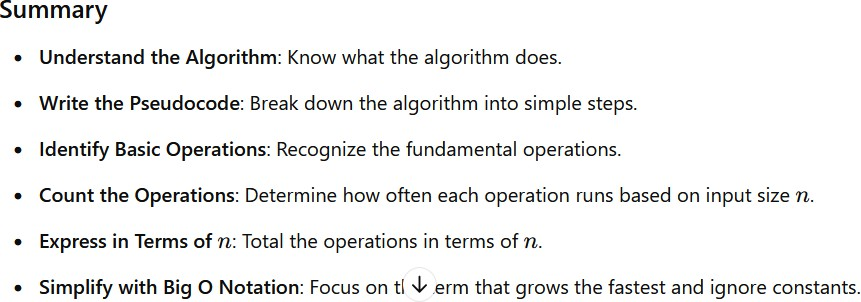 Summary
• Understand the Algorithm: Know what the algorithm does.
• Write the Pseudocode: Break down the algorithm into simple steps.
• Identify Basic Operations: Recognize the fundamental operations.
• Count the Operations: Determine how often each operation runs based on input size n.
• Express in Terms of n: Total the operations in terms of n.
• Simplify with Big O Notation: Focus on that grows the fastest and ignore constants.